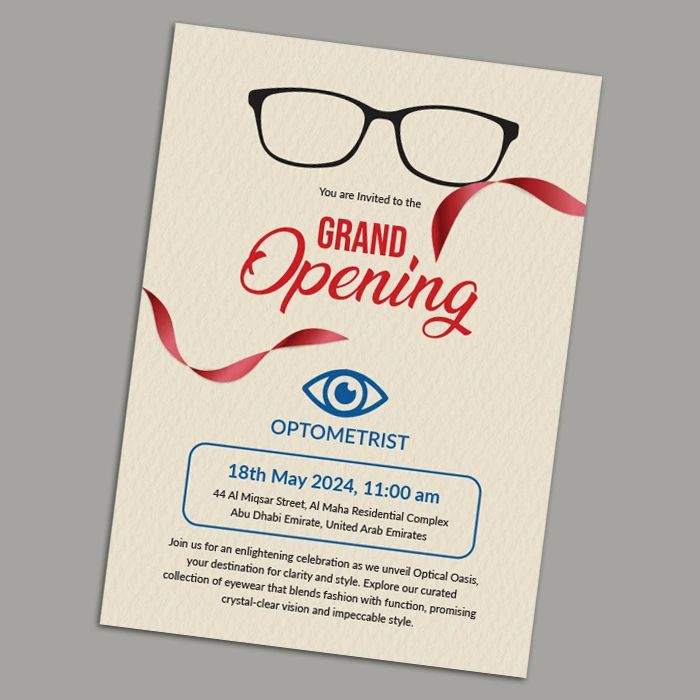 You are Invited to the
GRAND
Opening
OPTOMETRIST
18th May 2024, 11:00 am
44 Al Miqsar Street, Al Maha Residential Complex
Abu Dhabi Emirate, United Arab Emirates
Join us for an enlightening celebration as we unveil Optical Oasis,
your destination for clarity and style. Explore our curated
collection of eyewear that blends fashion with function, promising
crystal-clear vision and impeccable style.